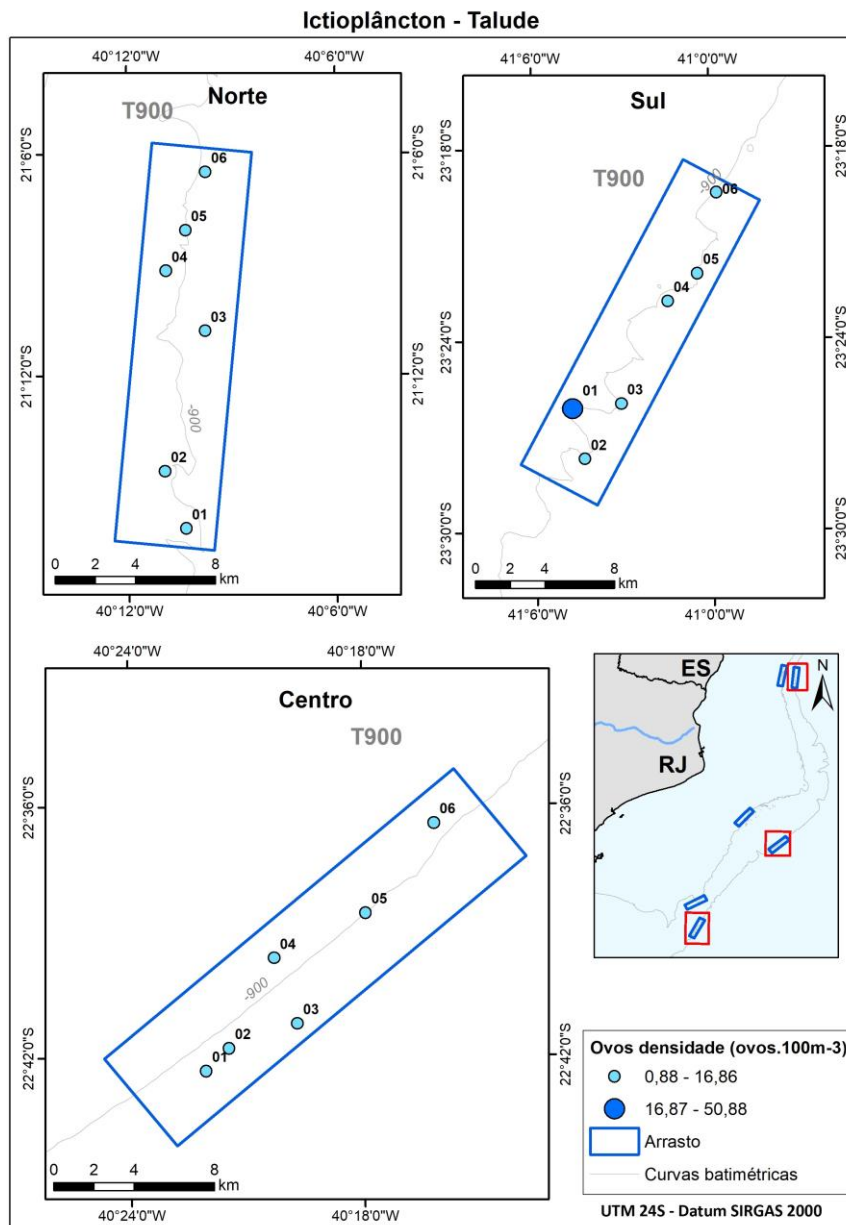 Ictioplâncton - Talude
40°12'0"W
40°6'0"W
Norte
T900
21°6'0"S
21°6'0"S
06
05
04
03
21°12'0"S
21°12'0"S
-900
02
01
0 2 4 8
km
40°12'0"W
40°6'0"W
41°6'0"W
41°0'0"W
Sul
23°18'0"S
23°18'0"S
T900
-900
06
05
04
23°24'0"S
23°24'0"S
01
03
02
23°30'0"S
23°30'0"S
0 2 4 8
km
41°6'0"W
41°0'0"W
40°24'0"W
40°18'0"W
Centro
T900
22°36'0"S
22°36'0"S
06
05
04
-900
03
02
01
22°42'0"S
22°42'0"S
0 2 4 8
km
40°24'0"W
40°18'0"W
ES
N
RJ
Ovos densidade (ovos.100m-3)
0,88 - 16,86
16,87 - 50,88
Arrasto
Curvas batimétricas
UTM 24S - Datum SIRGAS 2000